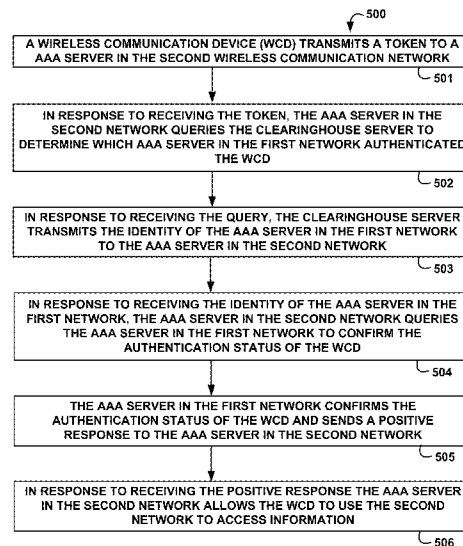 500
A WIRELESS COMMUNICATION DEVICE (WCD) TRANSMITS A TOKEN TO A
AAA SERVER IN THE SECOND WIRELESS COMMUNICATION NETWORK
501
IN RESPONSE TO RECEIVING THE TOKEN, THE AAA SERVER IN THE
SECOND NETWORK QUERIES THE CLEARINGHOUSE SERVER TO
DETERMINE WHICH AAA SERVER IN THE FIRST NETWORK AUTHENTICATED
THE WCD
502
IN RESPONSE TO RECEIVING THE QUERY, THE CLEARINGHOUSE SERVER
TRANSMITS THE IDENTITY OF THE AAA SERVER IN THE FIRST NETWORK
TO THE AAA SERVER IN THE SECOND NETWORK
503
IN RESPONSE TO RECEIVING THE IDENTITY OF THE AAA SERVER IN THE
FIRST NETWORK, THE AAA SERVER IN THE SECOND NETWORK QUERIES
THE AAA SERVER IN THE FIRST NETWORK TO CONFIRM THE
AUTHENTICATION STATUS OF THE WCD
504
THE AAA SERVER IN THE FIRST NETWORK CONFIRMS THE
AUTHENTICATION STATUS OF THE WCD AND SENDS A POSITIVE
RESPONSE TO THE AAA SERVER IN THE SECOND NETWORK
505
IN RESPONSE TO RECEIVING THE POSITIVE RESPONSE THE AAA SERVER
IN THE SECOND NETWORK ALLOWS THE WCD TO USE THE SECOND
NETWORK TO ACCESS INFORMATION
506